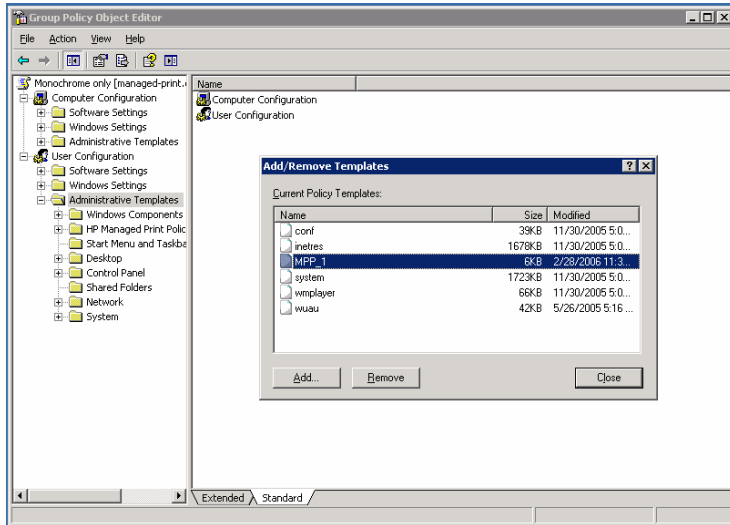 Group Policy Object Editor
File Action View Help
Monochrome only [managed-print.
Computer Configuration
Software Settings
Windows Settings
Administrative Templates
User Configuration
Software Settings
Windows Settings
Administrative Templates
Windows Components
HP Managed Print Polic
Start Menu and Taskba
Desktop
Control Panel
Shared Folders
Network
System
Name
Computer Configuration
User Configuration
Add/Remove Templates
Current Policy Templates:
Name Size Modified
conf 39KB 11/30/2005 5:0...
inetres 1678KB 11/30/2005 5:0...
MPP_1 6KB 2/28/2006 11:3...
system 1723KB 11/30/2005 5:0...
wmplayer 66KB 11/30/2005 5:0...
wuau 42KB 5/26/2005 5:16 ...
Add... Remove Close
Extended Standard